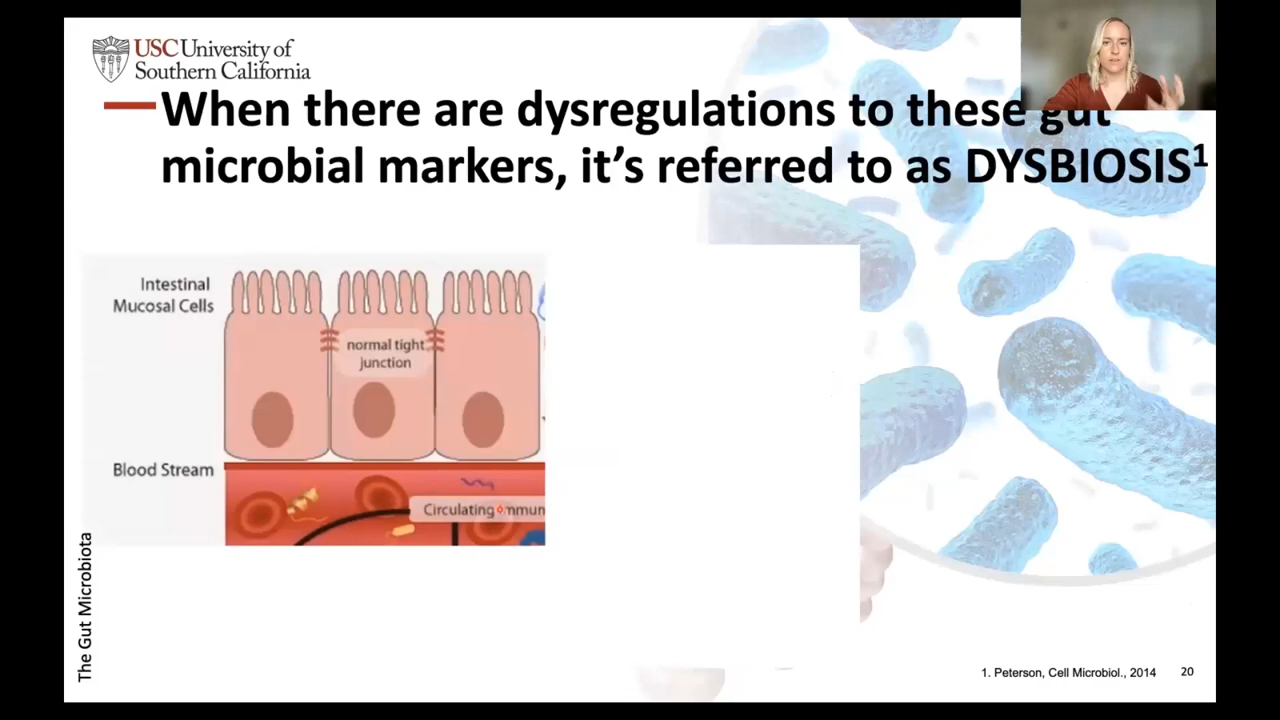 USC University of
Southern California
When there are dysregulations to these gut
microbial markers, it's referred to as DYSBIOSIS¹
Intestinal
Mucosal Cells
normal tight
junction
Blood Stream
Circulating
The Gut Microbiota
1. Peterson, Cell Microbiol., 2014
20